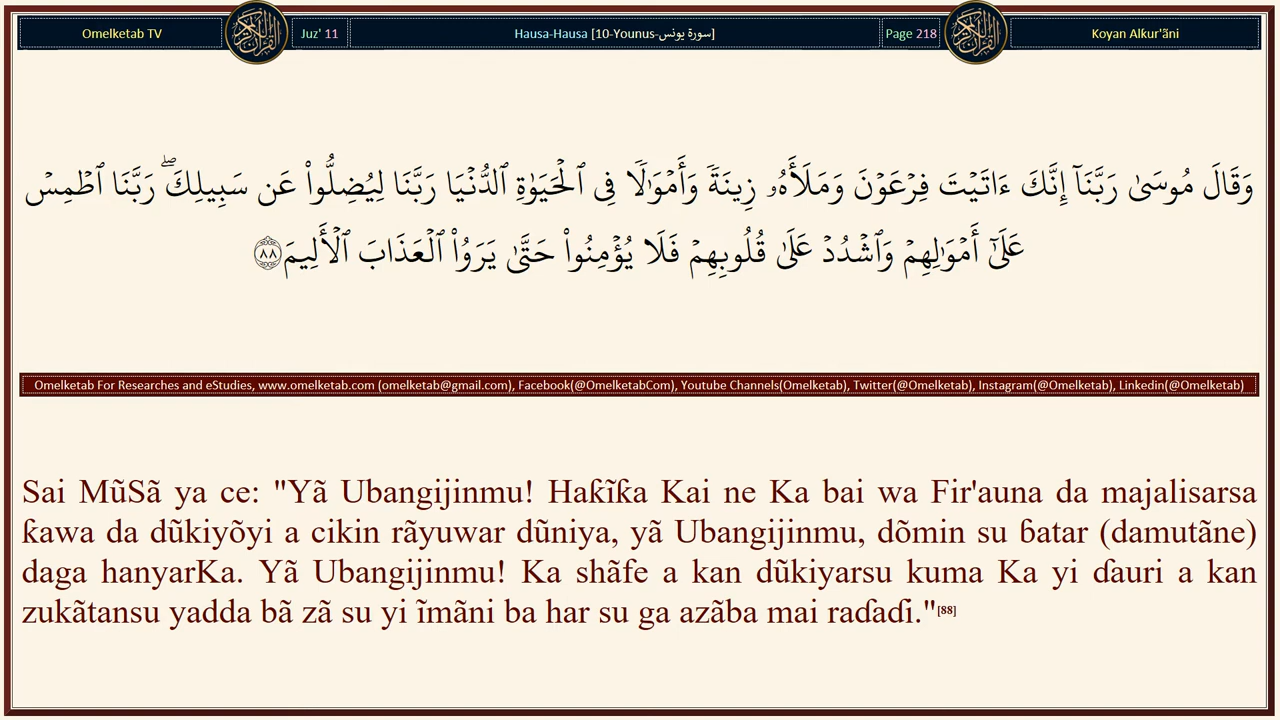 Omelketab TV
Juz' 11
Hausa-Hausa [10-Younus-سورة يونس]
Page 218
Koyan Alƙur'ãni
وَقَالَ مُوسَىٰ رَبَّنَآ إِنَّكَ ءَاتَيۡتَ فِرۡعَوۡنَ وَمَلَأَهُۥ زِينَةٗ وَأَمۡوَٰلٗا فِي ٱلۡحَيَوٰةِ ٱلدُّنۡيَا رَبَّنَا لِيُضِلُّواْ عَن سَبِيلِكَۖ رَبَّنَا ٱطۡمِسۡ
عَلَىٰٓ أَمۡوَٰلِهِمۡ وَٱشۡدُدۡ عَلَىٰ قُلُوبِهِمۡ فَلَا يُؤۡمِنُواْ حَتَّىٰ يَرَوُاْ ٱلۡعَذَابَ ٱلۡأَلِيمَ ٨٨
Omelketab For Researches and eStudies, www.omelketab.com (omelketab@gmail.com), Facebook(@OmelketabCom), Youtube Channels(Omelketab), Twitter(@Omelketab), Instagram(@Omelketab), Linkedin(@Omelketab)
Sai MũSã ya ce: "Yã Ubangijinmu! Haƙĩƙa Kai ne Ka bai wa Fir'auna da majalisarsa
ƙawa da dũkiyõyi a cikin rãyuwar dũniya, yã Ubangijinmu, dõmin su ɓatar (damutãne)
daga hanyarKa. Yã Ubangijinmu! Ka shãfe a kan dũkiyarsu kuma Ka yi ɗauri a kan
zukãtansu yadda bã zã su yi ĩmãni ba har su ga azãba mai raɗaɗi."[88]